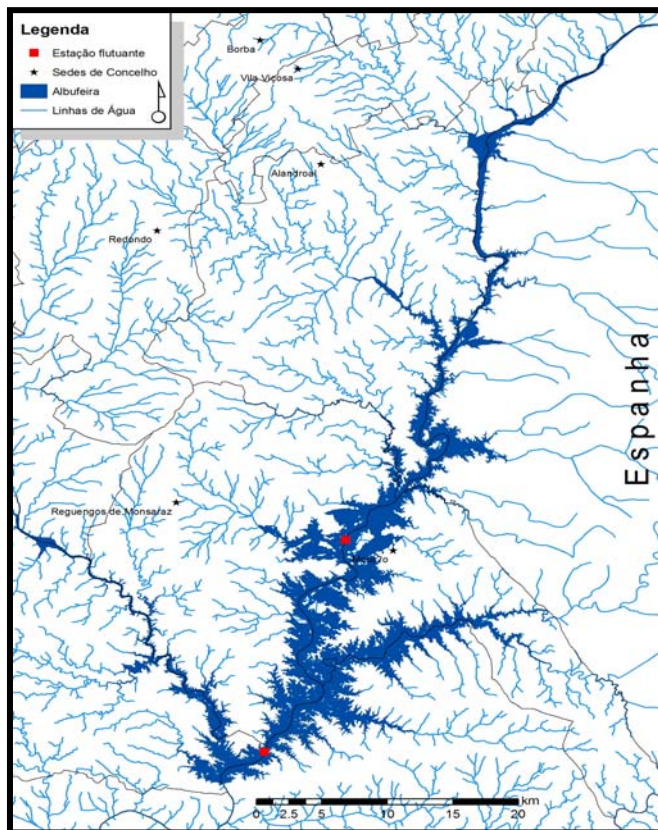 Legenda
Estação flutuante
Sedes de Concelho
Albufeira
Linhas de Água
Borba
Vila Viçosa
Alandroal
Redondo
Espanha
Reguengos de Monsaraz
km
0 2.5 5 10 15 20